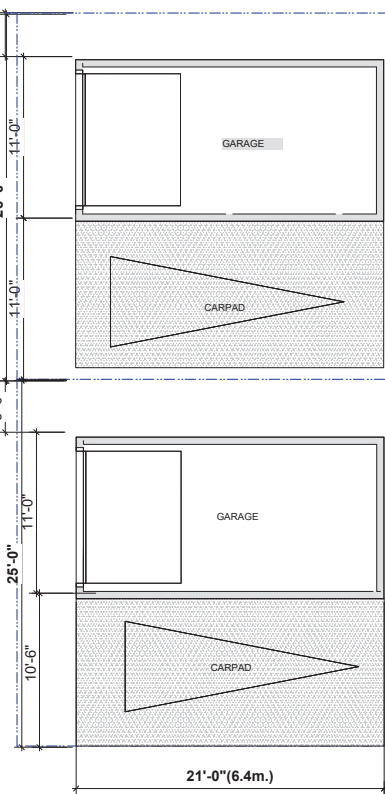 11'-0"
GARAGE
11'-0"
CARPAD
11'-0"
GARAGE
25'-0"
10'-6"
CARPAD
21'-0"(6.4m.)